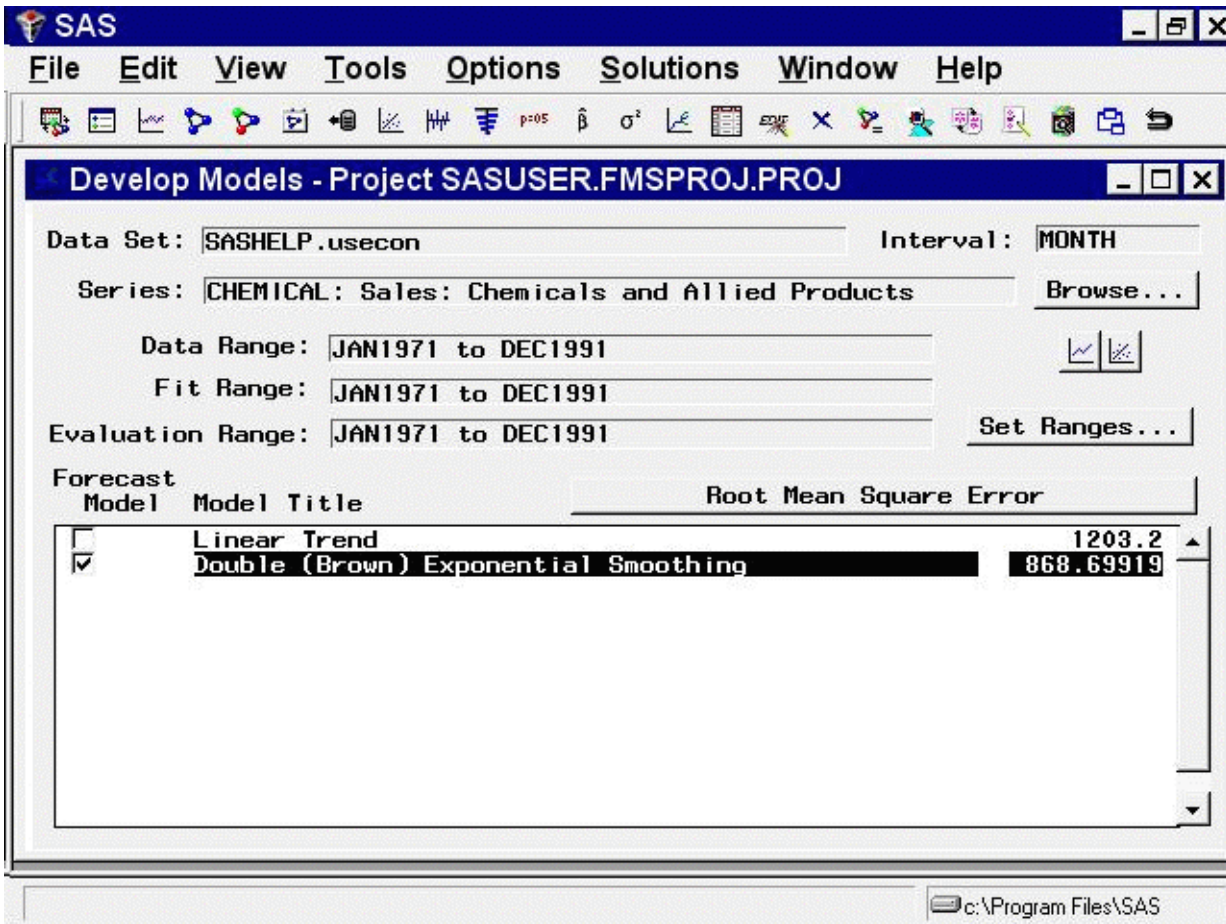 SAS
File Edit View Tools Options Solutions Window Help
p=05 β̂ σ²
Develop Models - Project SASUSER.FMSPROJ.PROJ
Data Set: SASHELP.usecon Interval: MONTH
Series: CHEMICAL: Sales: Chemicals and Allied Products Browse...
Data Range: JAN1971 to DEC1991
Fit Range: JAN1971 to DEC1991
Evaluation Range: JAN1971 to DEC1991 Set Ranges...
Forecast
Model Model Title Root Mean Square Error
Linear Trend 1203.2
Double (Brown) Exponential Smoothing 868.69919
c:\Program Files\SAS